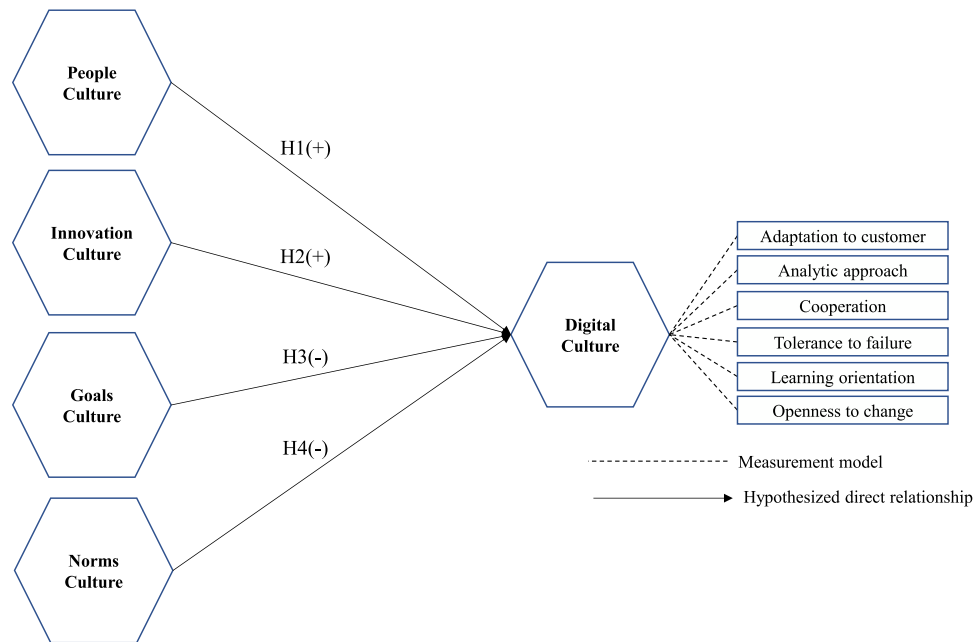 People
Culture
H1(+)
Innovation
Culture
H2(+)
Goals
Culture
H3(-)
Norms
Culture
H4(-)
Digital
Culture
Adaptation to customer
Analytic approach
Cooperation
Tolerance to failure
Learning orientation
Openness to change
Measurement model
Hypothesized direct relationship